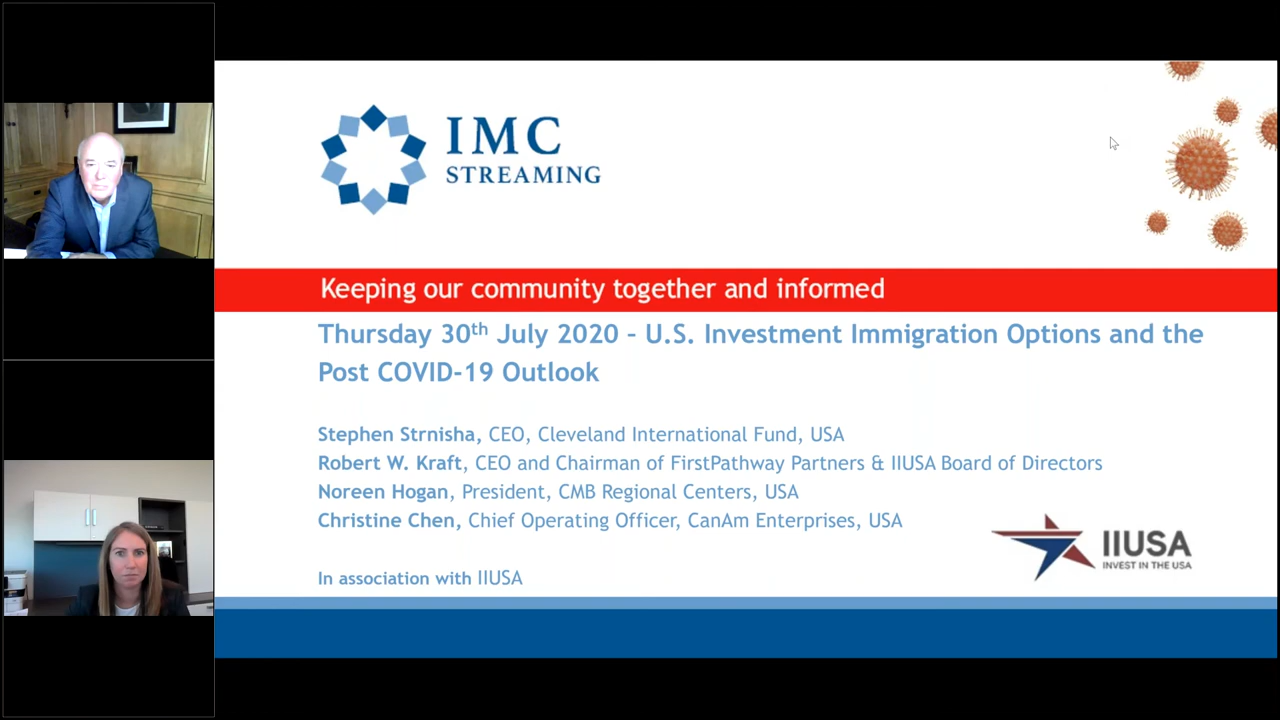 IMC
STREAMING
Keeping our community together and informed
Thursday 30th July 2020 – U.S. Investment Immigration Options and the
Post COVID-19 Outlook
Stephen Strnisha, CEO, Cleveland International Fund, USA
Robert W. Kraft, CEO and Chairman of FirstPathway Partners & IIUSA Board of Directors
Noreen Hogan, President, CMB Regional Centers, USA
Christine Chen, Chief Operating Officer, CanAm Enterprises, USA
In association with IIUSA
IIUSA
INVEST IN THE USA